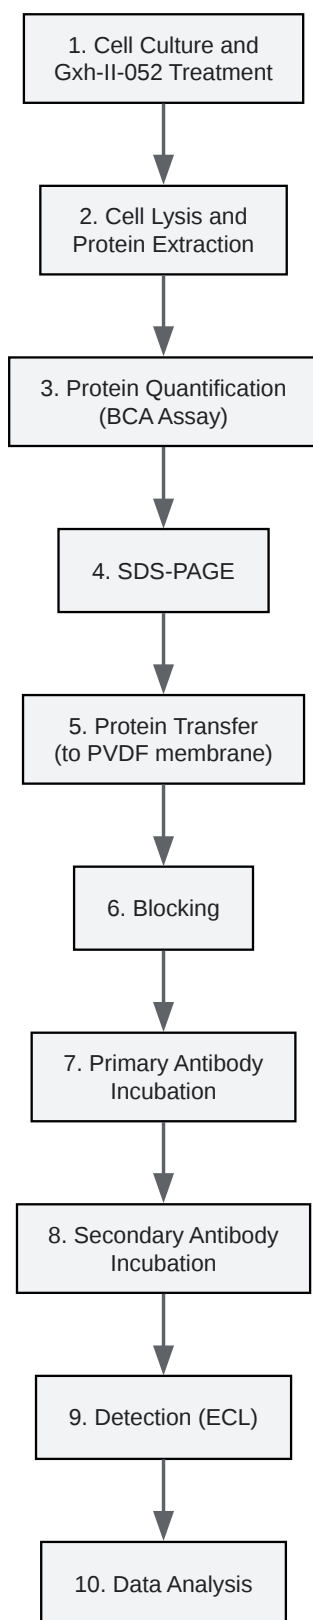 1. Cell Culture and
Gxh-II-052 Treatment
2. Cell Lysis and
Protein Extraction
3. Protein Quantification
(BCA Assay)
4. SDS-PAGE
5. Protein Transfer
(to PVDF membrane)
6. Blocking
7. Primary Antibody
Incubation
8. Secondary Antibody
Incubation
9. Detection (ECL)
10. Data Analysis